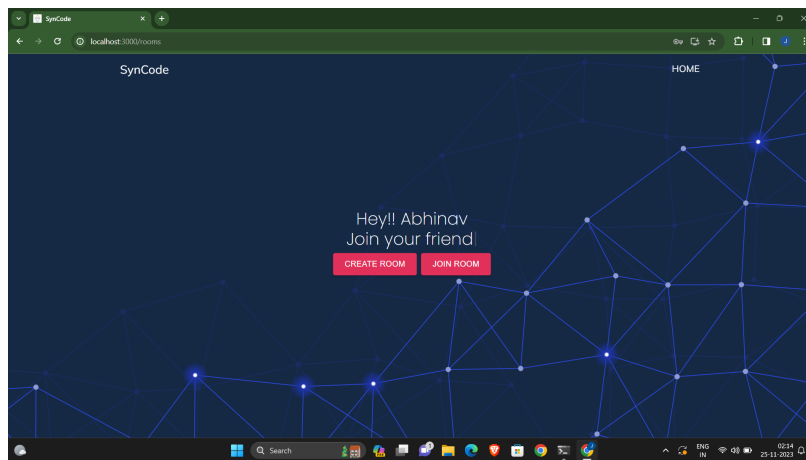 SynCode
localhost:3000/rooms
SynCode
HOME
Hey!! Abhinav
Join your friend
CREATE ROOM
JOIN ROOM
Search
ENG
IN
02:14
25-11-2023